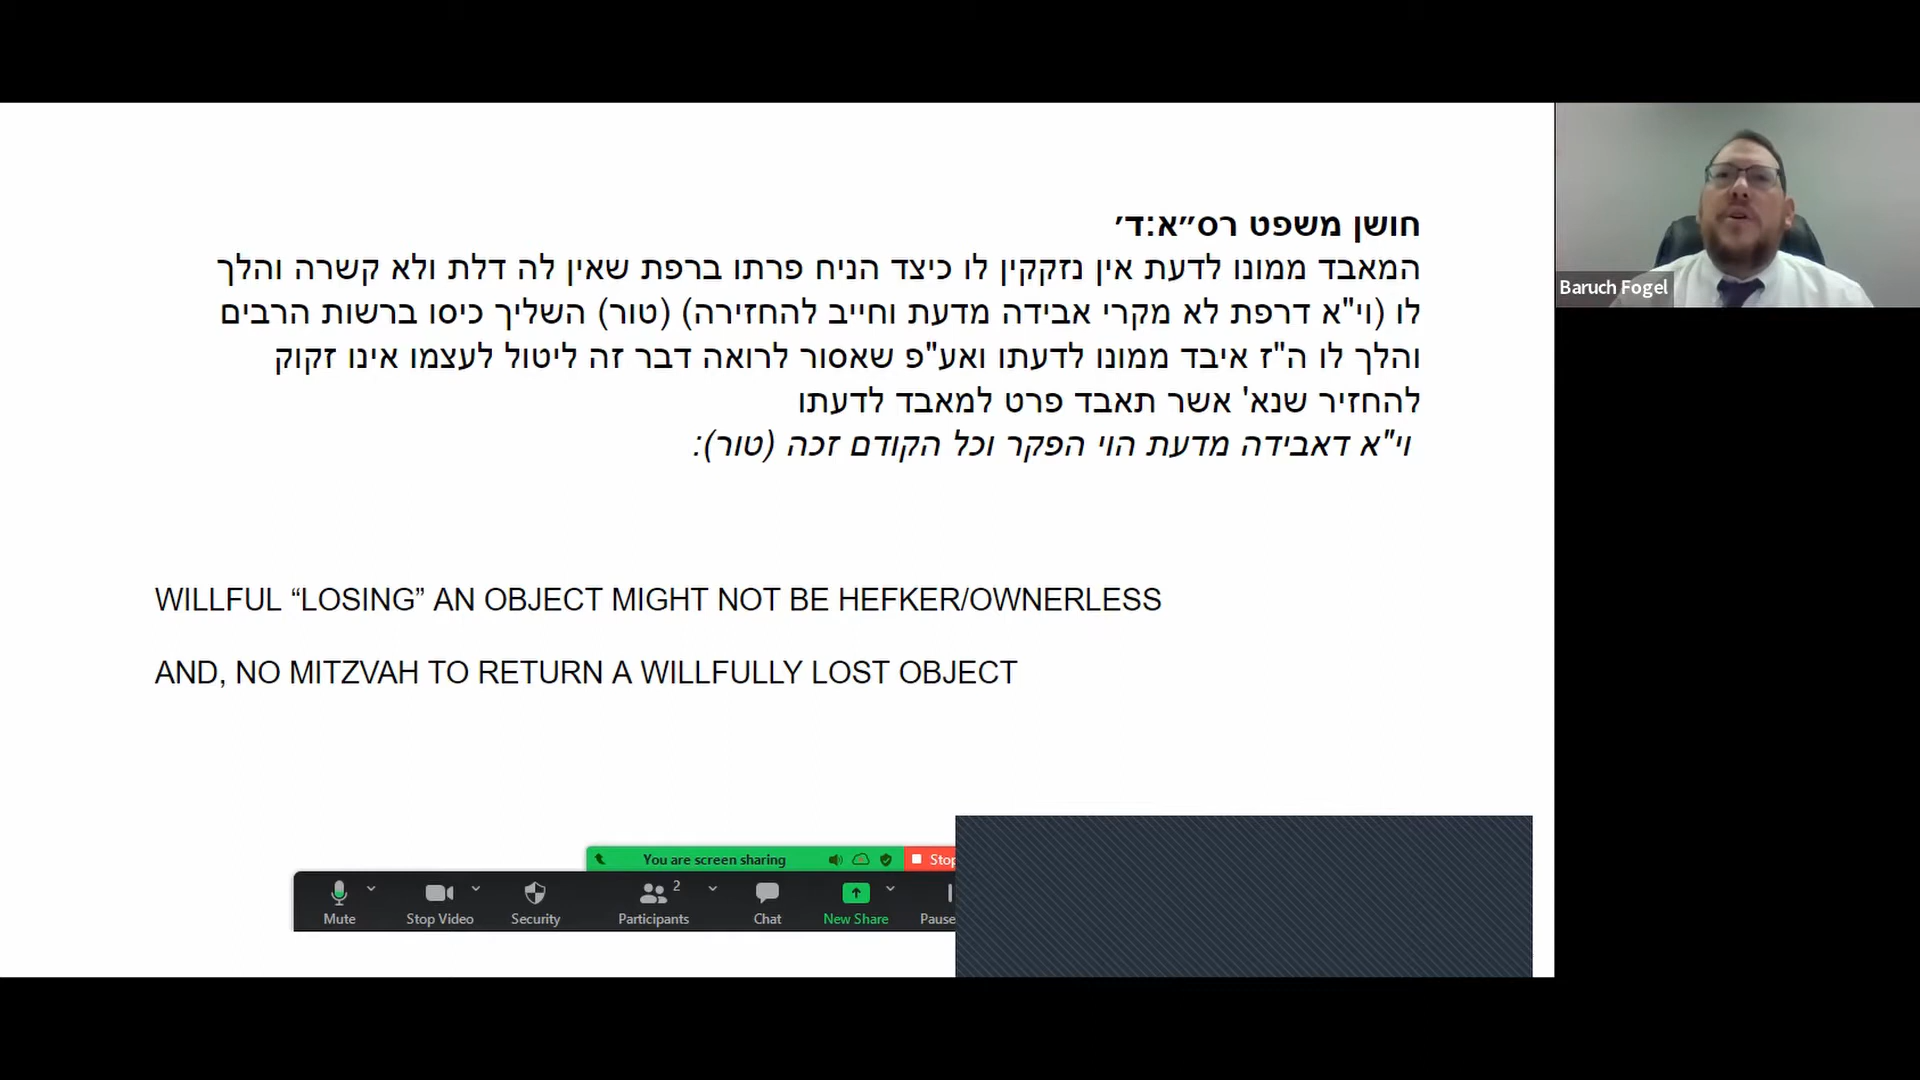 חושן משפט רס״א:ד׳
המאבד ממונו לדעת אין נזקקין לו כיצד הניח פרתו ברפת שאין לה דלת ולא קשרה והלך
לו (וי"א דרפת לא מקרי אבידה מדעת וחייב להחזירה) (טור) השליך כיסו ברשות הרבים
והלך לו ה"ז איבד ממונו לדעתו ואע"פ שאסור לרואה דבר זה ליטול לעצמו אינו זקוק
להחזיר שנא' אשר תאבד פרט למאבד לדעתו
וי"א דאבידה מדעת הוי הפקר וכל הקודם זכה (טור):
WILLFUL “LOSING” AN OBJECT MIGHT NOT BE HEFKER/OWNERLESS
AND, NO MITZVAH TO RETURN A WILLFULLY LOST OBJECT
Baruch Fogel
You are screen sharing Stop
Mute Stop Video Security Participants 2 Chat New Share Pause